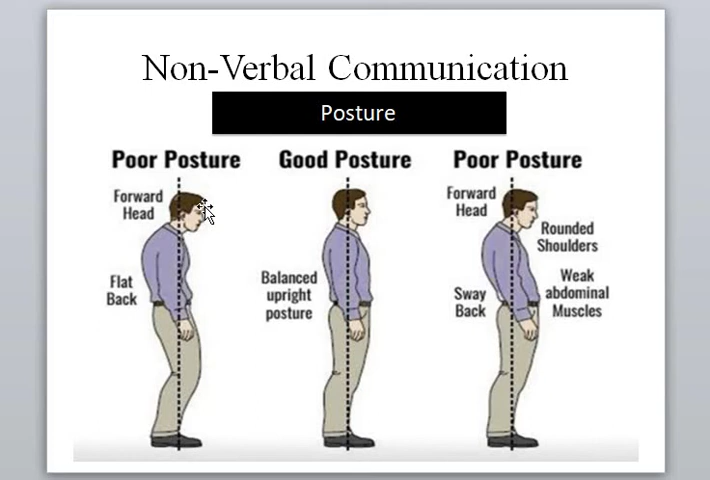 Non-Verbal Communication
Posture
Poor Posture
Forward
Head
Flat
Back
Good Posture
Balanced
upright
posture
Poor Posture
Forward
Head
Rounded
Shoulders
Sway
Back
Weak
abdominal
Muscles